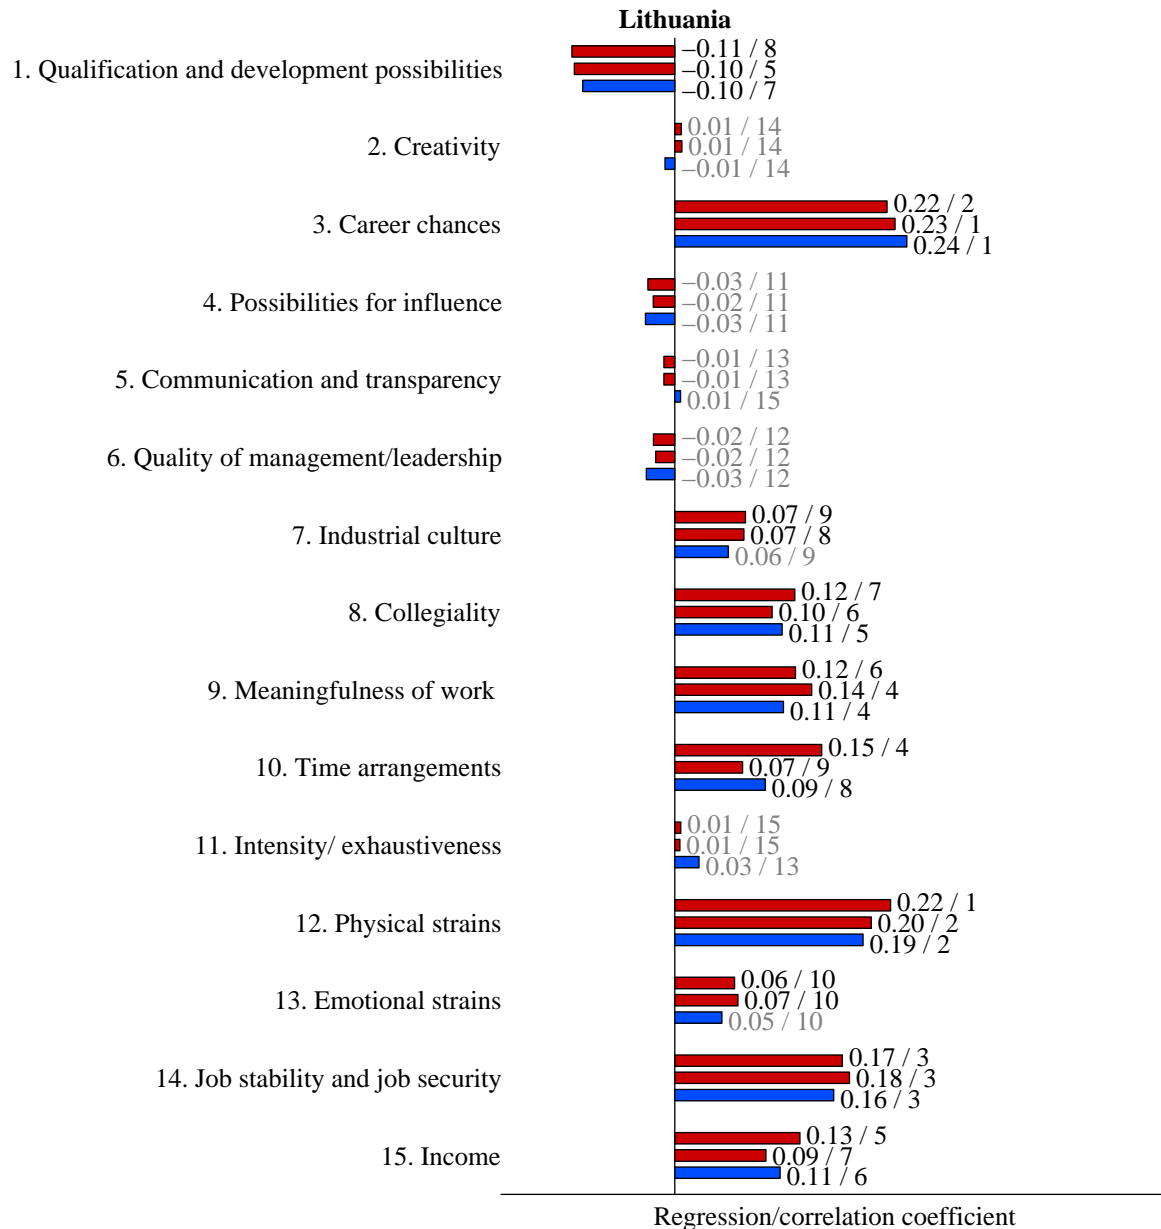 Lithuania
1. Qualification and development possibilities
–0.11 / 8
–0.10 / 5
–0.10 / 7
2. Creativity
0.01 / 14
0.01 / 14
–0.01 / 14
3. Career chances
0.22 / 2
0.23 / 1
0.24 / 1
4. Possibilities for influence
–0.03 / 11
–0.02 / 11
–0.03 / 11
5. Communication and transparency
–0.01 / 13
–0.01 / 13
0.01 / 15
6. Quality of management/leadership
–0.02 / 12
–0.02 / 12
–0.03 / 12
7. Industrial culture
0.07 / 9
0.07 / 8
0.06 / 9
8. Collegiality
0.12 / 7
0.10 / 6
0.11 / 5
9. Meaningfulness of work
0.12 / 6
0.14 / 4
0.11 / 4
10. Time arrangements
0.15 / 4
0.07 / 9
0.09 / 8
11. Intensity/ exhaustiveness
0.01 / 15
0.01 / 15
0.03 / 13
12. Physical strains
0.22 / 1
0.20 / 2
0.19 / 2
13. Emotional strains
0.06 / 10
0.07 / 10
0.05 / 10
14. Job stability and job security
0.17 / 3
0.18 / 3
0.16 / 3
15. Income
0.13 / 5
0.09 / 7
0.11 / 6
Regression/correlation coefficient